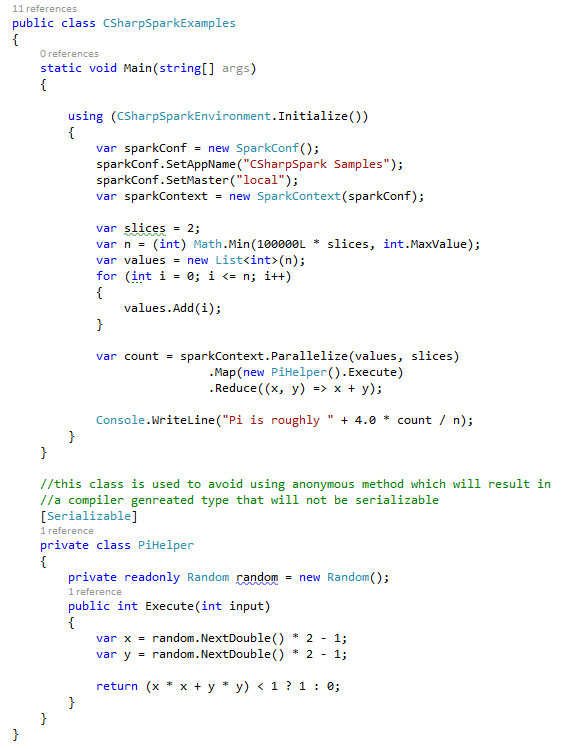 11 references
public class CSharpSparkExamples
{
0 references
static void Main(string[] args)
{
using (CSharpSparkEnvironment.Initialize())
{
var sparkConf = new SparkConf();
sparkConf.SetAppName("CSharpSpark Samples");
sparkConf.SetMaster("local");
var sparkContext = new SparkContext(sparkConf);
var slices = 2;
var n = (int) Math.Min(100000L * slices, int.MaxValue);
var values = new List<int>(n);
for (int i = 0; i <= n; i++)
{
values.Add(i);
}
var count = sparkContext.Parallelize(values, slices)
.Map(new PiHelper().Execute)
.Reduce((x, y) => x + y);
Console.WriteLine("Pi is roughly " + 4.0 * count / n);
}
}
//this class is used to avoid using anonymous method which will result in
//a compiler genreated type that will not be serializable
[Serializable]
1 reference
private class PiHelper
{
private readonly Random random = new Random();
1 reference
public int Execute(int input)
{
var x = random.NextDouble() * 2 - 1;
var y = random.NextDouble() * 2 - 1;
return (x * x + y * y) < 1 ? 1 : 0;
}
}
}